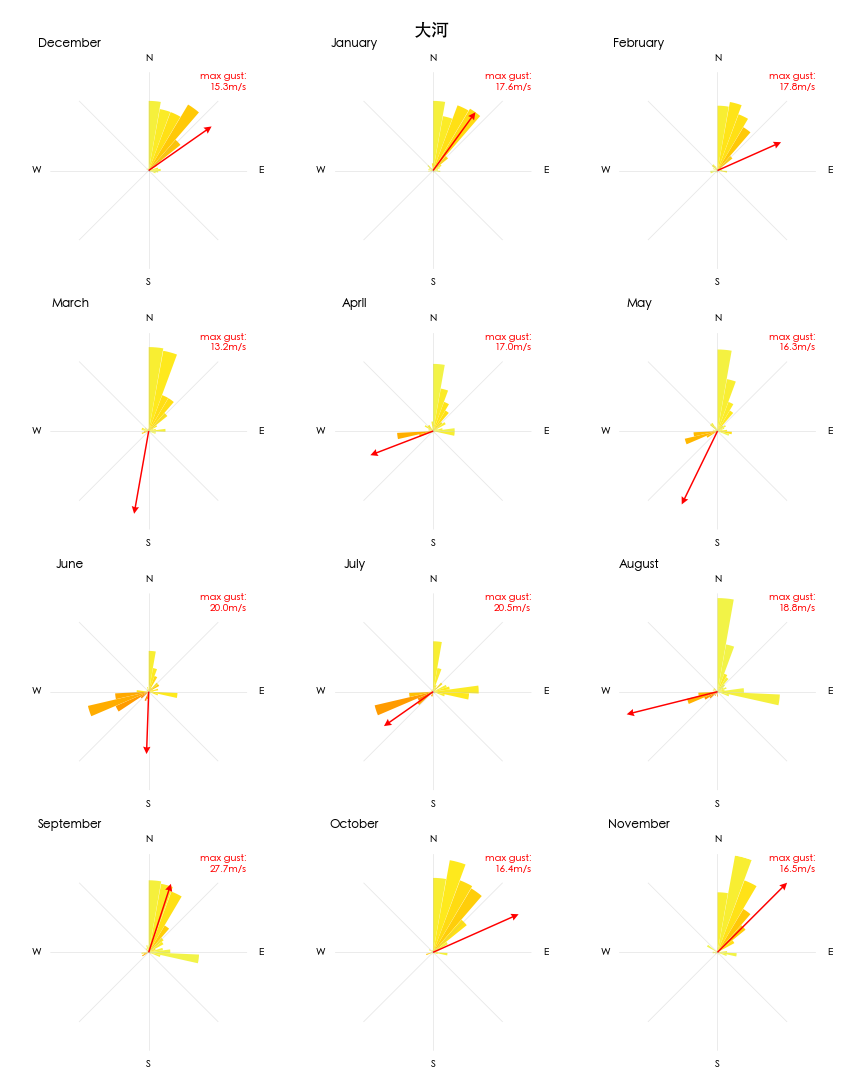 大河
December
January
February
N
max gust:
15.3m/s
W
E
S
N
max gust:
17.6m/s
W
E
S
N
max gust:
17.8m/s
W
E
S
March
April
May
N
max gust:
13.2m/s
W
E
S
N
max gust:
17.0m/s
W
E
S
N
max gust:
16.3m/s
W
E
S
June
July
August
N
max gust:
20.0m/s
W
E
S
N
max gust:
20.5m/s
W
E
S
N
max gust:
18.8m/s
W
E
S
September
October
November
N
max gust:
27.7m/s
W
E
S
N
max gust:
16.4m/s
W
E
S
N
max gust:
16.5m/s
W
E
S